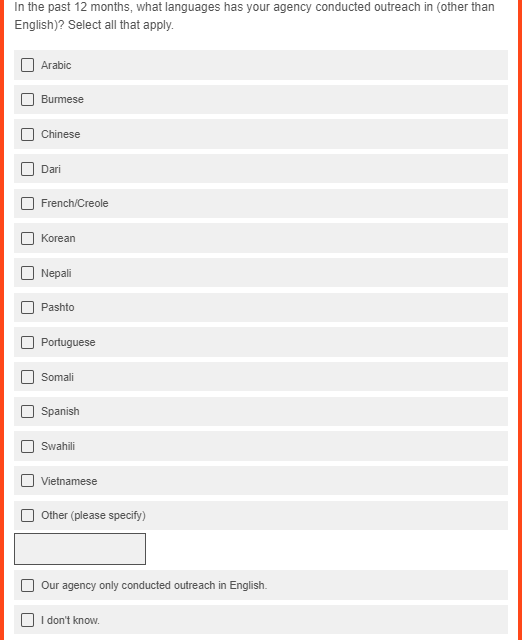 In the past 12 months, what languages has your agency conducted outreach in (other than
English)? Select all that apply.
Arabic
Burmese
Chinese
Dari
French/Creole
Korean
Nepali
Pashto
Portuguese
Somali
Spanish
Swahili
Vietnamese
Other (please specify)
Our agency only conducted outreach in English.
I don't know.